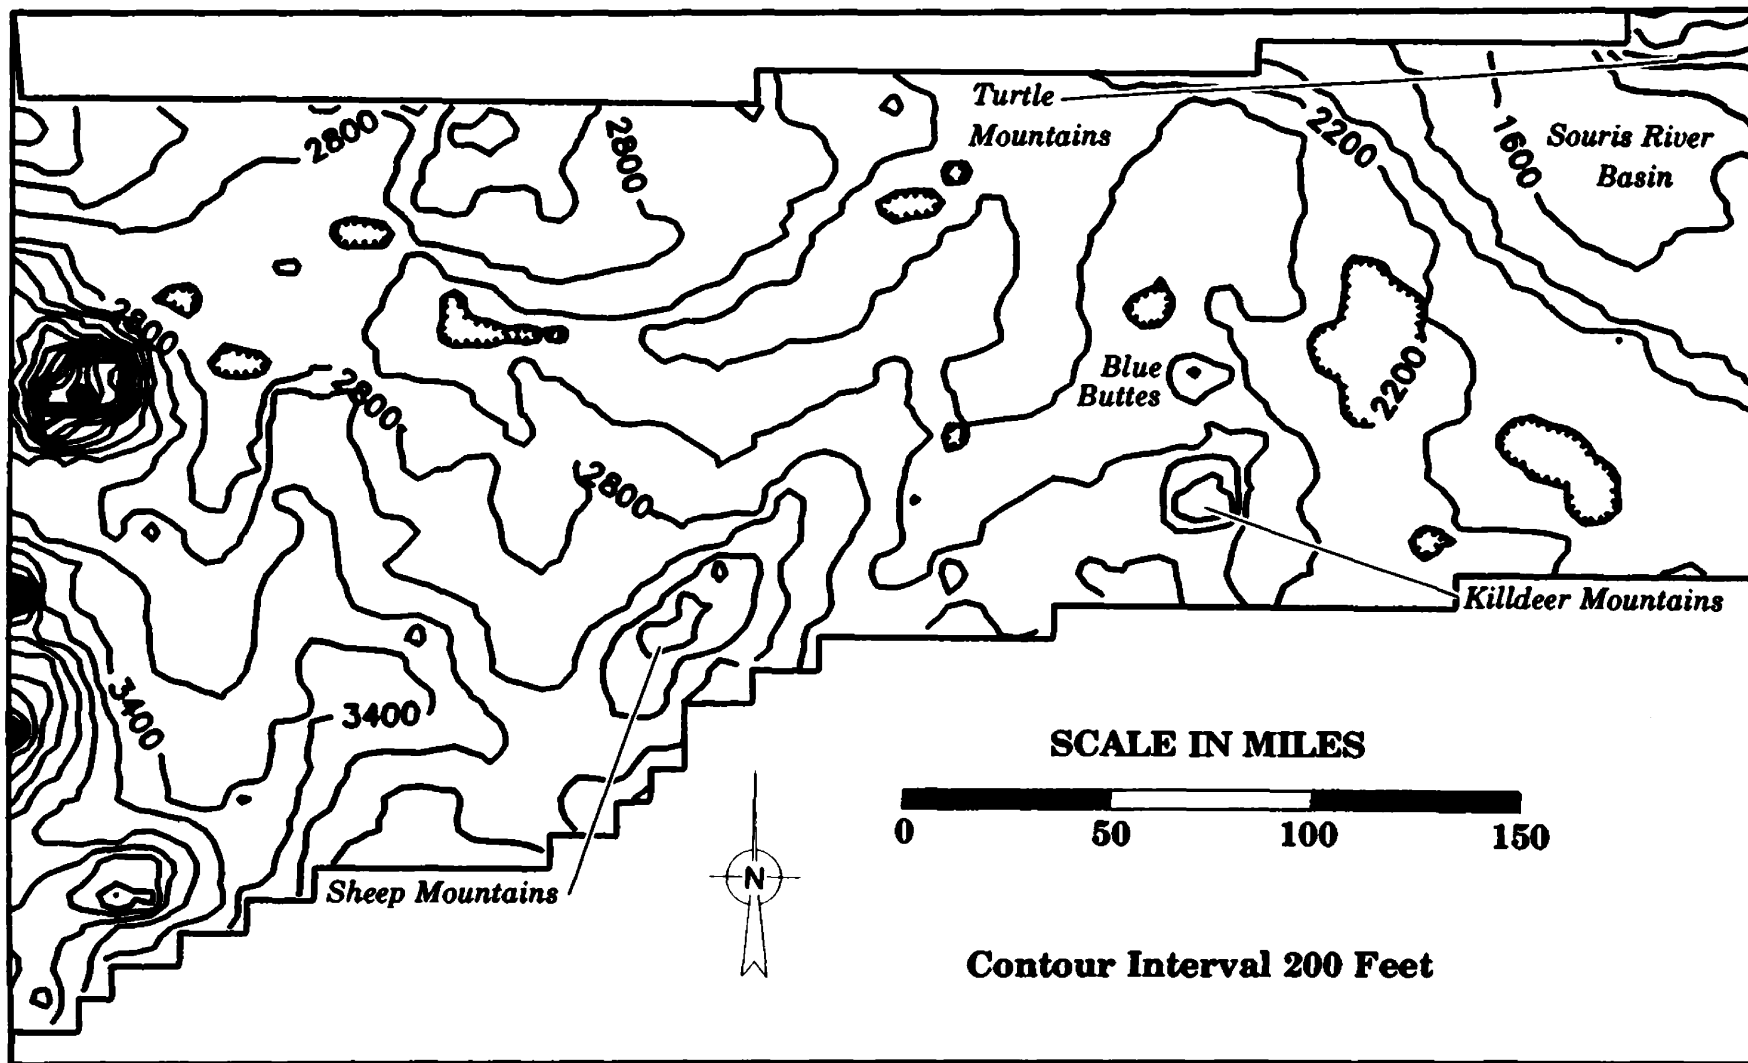 Turtle
Mountains
2200
1600
Souris River
Basin
2800
2800
2800
2800
Blue
Buttes
2200
2800
Killdeer Mountains
3400
3400
SCALE IN MILES
0 50 100 150
Sheep Mountains
N
Contour Interval 200 Feet